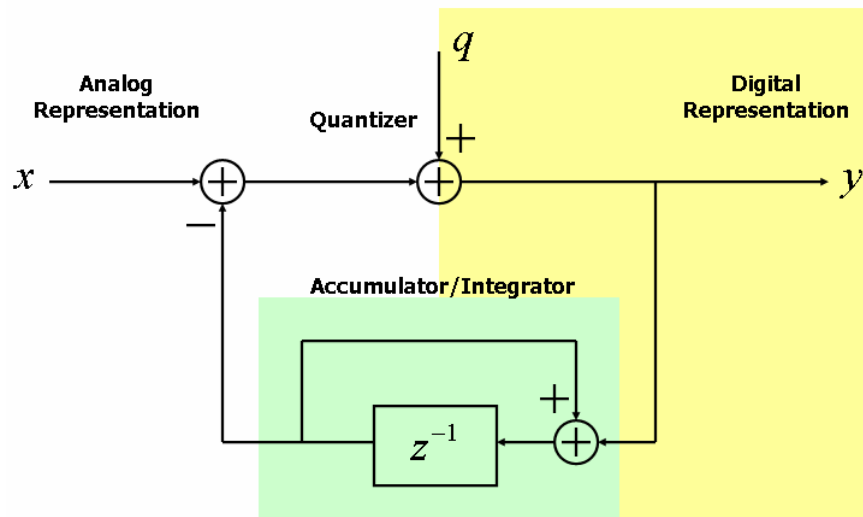 q
Analog
Representation
Quantizer
Digital
Representation
+
x
+
+
y
−
Accumulator/Integrator
+
z⁻¹
+